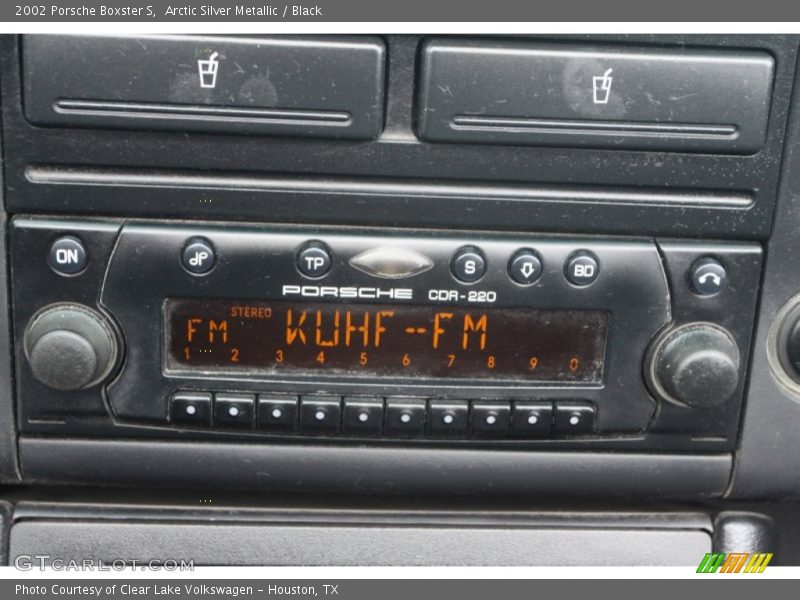 2002 Porsche Boxster S,  Arctic Silver Metallic / Black
ON dP TP S BD
PORSCHE CDR-220
STEREO
FM KUHF--FM
1 2 3 4 5 6 7 8 9 0
GTCARLOT.COM
Photo Courtesy of Clear Lake Volkswagen – Houston, TX